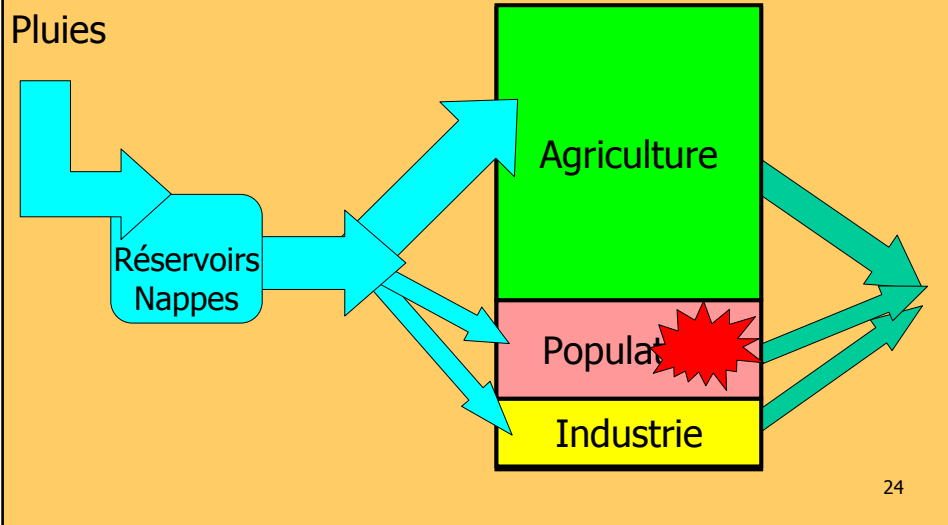 Pluies
Réservoirs
Nappes
Agriculture
Populat
Industrie
24